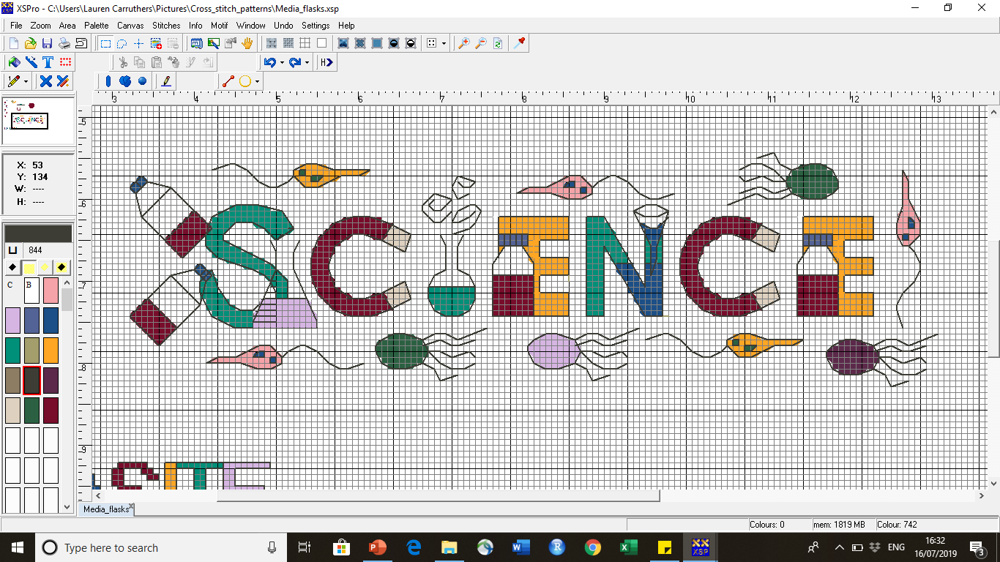 XSPro - C:\Users\Lauren Carruthers\Pictures\Cross_stitch_patterns\Media_flasks.xsp
File Zoom Area Palette Canvas Stitches Info Motif Window Undo Settings Help
H
3 4 5 6 7 8 9 10 11 12 13
5
6
7
8
9
X: 53
Y: 134
W: ----
H: ----
844
C B
SCIENCE
Media_flasks
Colours: 0 mem: 1819 MB Colour: 742
Type here to search
ENG
16:32
16/07/2019
3
XSP